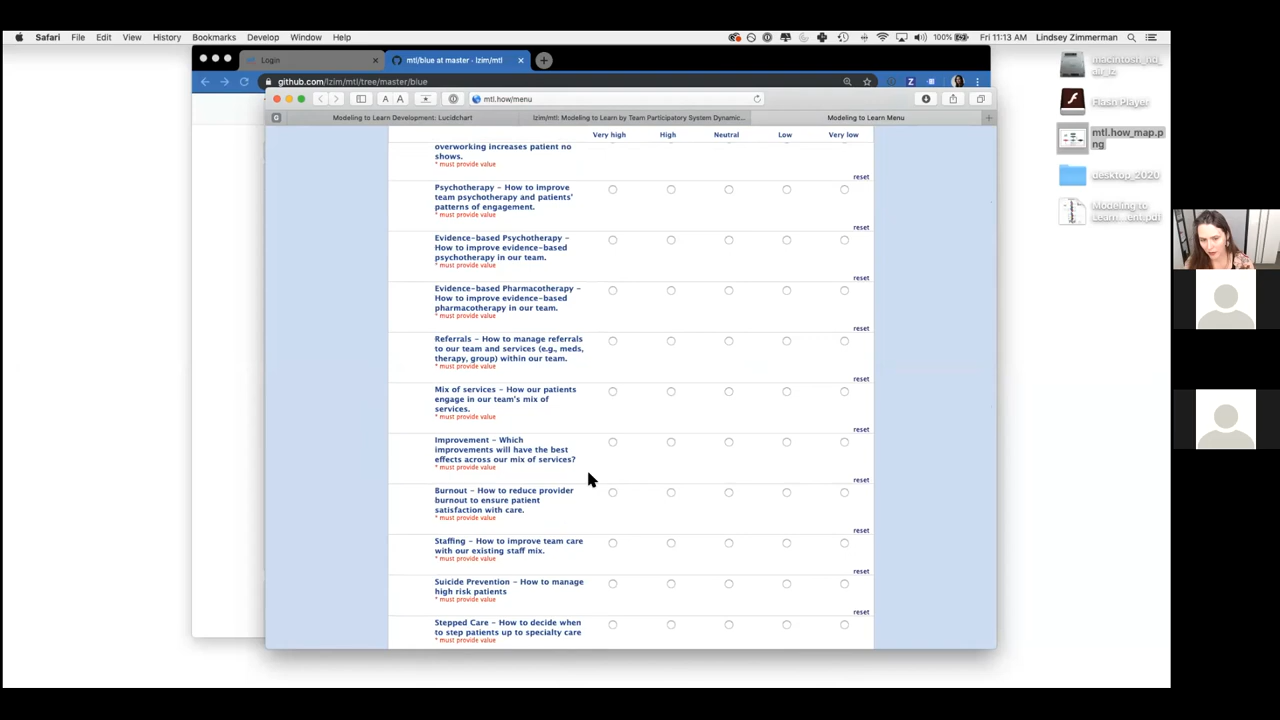 Safari File Edit View History Bookmarks Develop Window Help
100% Fri 11:13 AM Lindsey Zimmerman
Login
mtl/blue at master · lzim/mtl
github.com/lzim/mtl/tree/master/blue
A A
mtl.how/menu
Modeling to Learn Development: Lucidchart
lzim/mtl: Modeling to Learn by Team Participatory System Dynamic...
Modeling to Learn Menu
Very high High Neutral Low Very low
overworking increases patient no
shows.
* must provide value
reset
Psychotherapy – How to improve
team psychotherapy and patients'
patterns of engagement.
* must provide value
reset
Evidence-based Psychotherapy –
How to improve evidence-based
psychotherapy in our team.
* must provide value
reset
Evidence-based Pharmacotherapy –
How to improve evidence-based
pharmacotherapy in our team.
* must provide value
reset
Referrals – How to manage referrals
to our team and services (e.g., meds,
therapy, group) within our team.
* must provide value
reset
Mix of services – How our patients
engage in our team's mix of
services.
* must provide value
reset
Improvement – Which
improvements will have the best
effects across our mix of services?
* must provide value
reset
Burnout – How to reduce provider
burnout to ensure patient
satisfaction with care.
* must provide value
reset
Staffing – How to improve team care
with our existing staff mix.
* must provide value
reset
Suicide Prevention – How to manage
high risk patients
* must provide value
reset
Stepped Care – How to decide when
to step patients up to specialty care
* must provide value
Flash Player
mtl.how_map.p
ng
desktop_2020
Modeling to
Learn ...ent.pdf